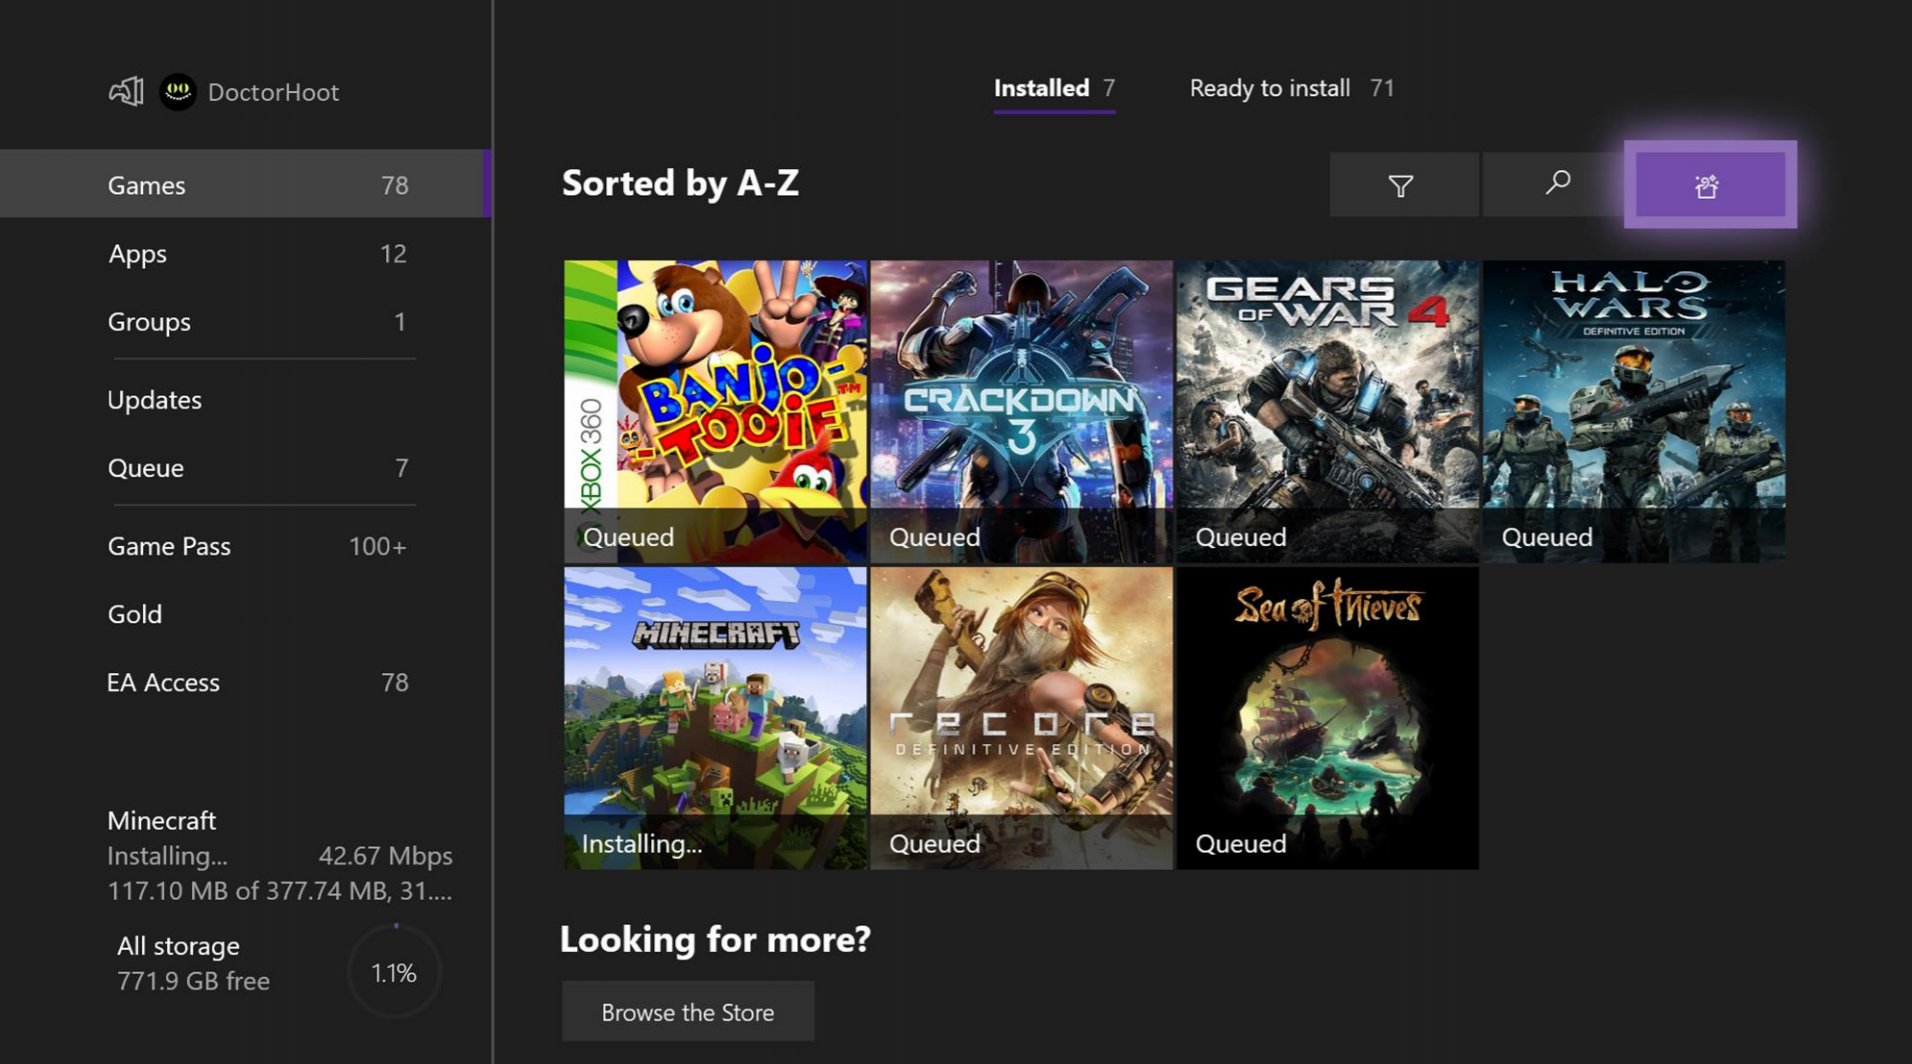 DoctorHoot
Games 78
Apps 12
Groups 1
Updates
Queue 7
Game Pass 100+
Gold
EA Access 78
Minecraft
Installing... 42.67 Mbps
117.10 MB of 377.74 MB, 31....
All storage
771.9 GB free
1.1%
Installed 7
Ready to install 71
Sorted by A-Z
XBOX 360
BANJO-
TOOIE™
Queued
CRACKDOWN
3
Queued
GEARS
OF WAR 4
Queued
HALO
WARS
DEFINITIVE EDITION
Queued
MINECRAFT
Installing...
recore
DEFINITIVE EDITION
Queued
Sea of Thieves
Queued
Looking for more?
Browse the Store